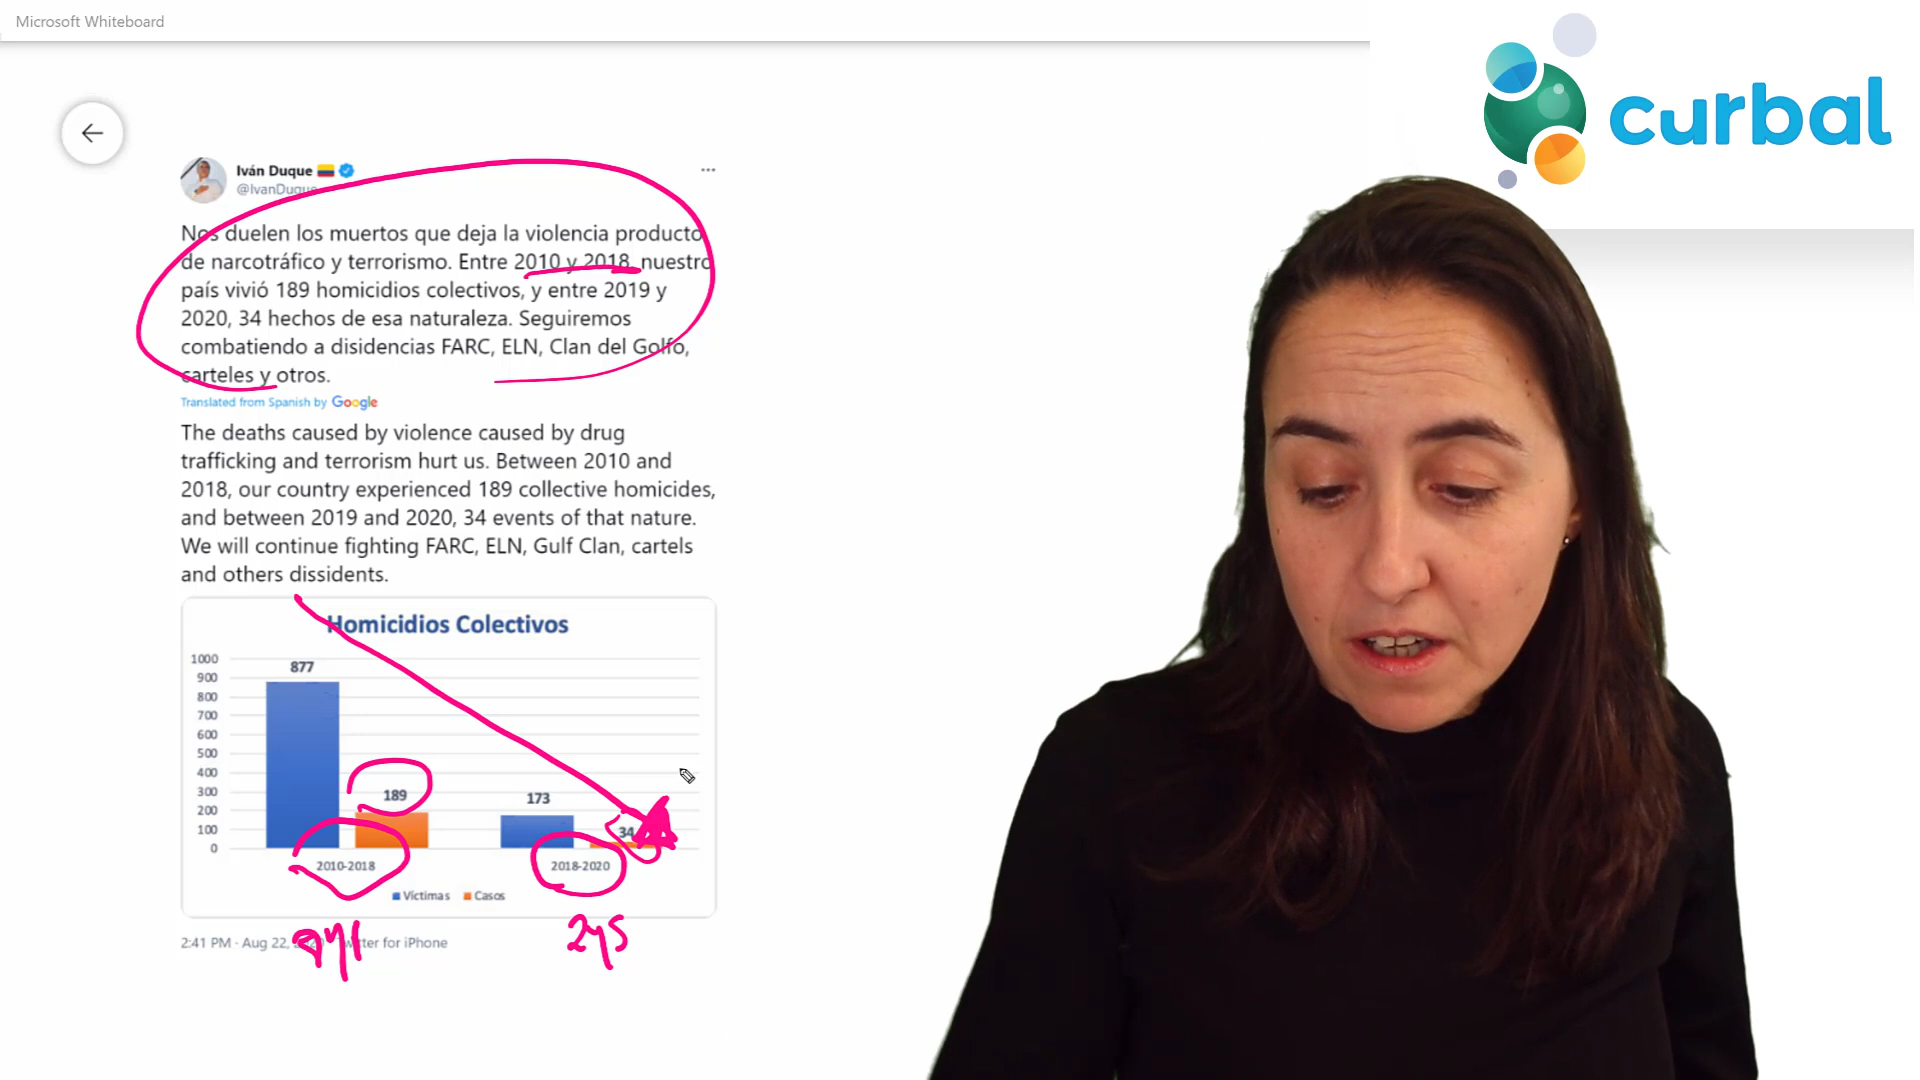 Microsoft Whiteboard
curbal
Iván Duque
@IvanDuque
Nos duelen los muertos que deja la violencia producto
de narcotráfico y terrorismo. Entre 2010 y 2018, nuestro
país vivió 189 homicidios colectivos, y entre 2019 y
2020, 34 hechos de esa naturaleza. Seguiremos
combatiendo a disidencias FARC, ELN, Clan del Golfo,
carteles y otros.
Translated from Spanish by Google
The deaths caused by violence caused by drug
trafficking and terrorism hurt us. Between 2010 and
2018, our country experienced 189 collective homicides,
and between 2019 and 2020, 34 events of that nature.
We will continue fighting FARC, ELN, Gulf Clan, cartels
and others dissidents.
Homicidios Colectivos
1000
900
800
700
600
500
400
300
200
100
0
877
189
173
34
2010-2018
2018-2020
Víctimas
Casos
2ys
2:41 PM · Aug 22, for iPhone